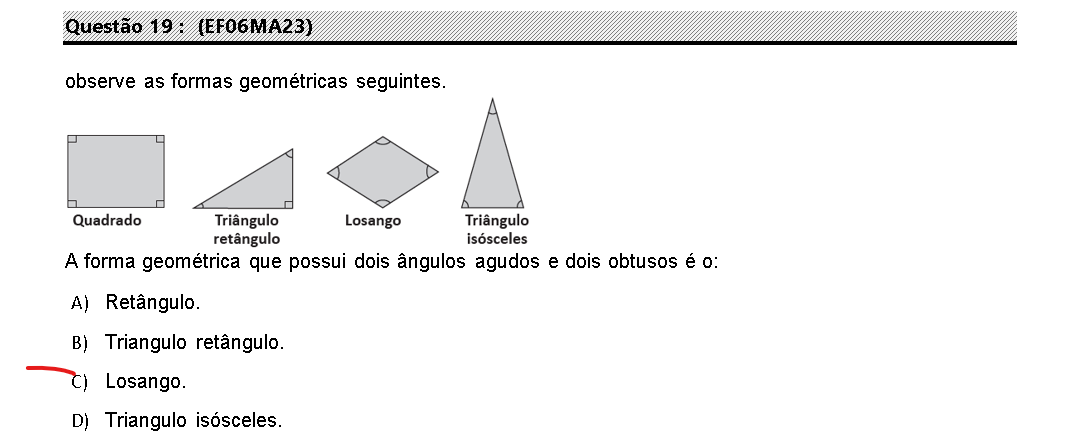 Questão 19 : (EF06MA23)
observe as formas geométricas seguintes.
Quadrado
Triângulo
retângulo
Losango
Triângulo
isósceles
A forma geométrica que possui dois ângulos agudos e dois obtusos é o:
A) Retângulo.
B) Triangulo retângulo.
C) Losango.
D) Triangulo isósceles.